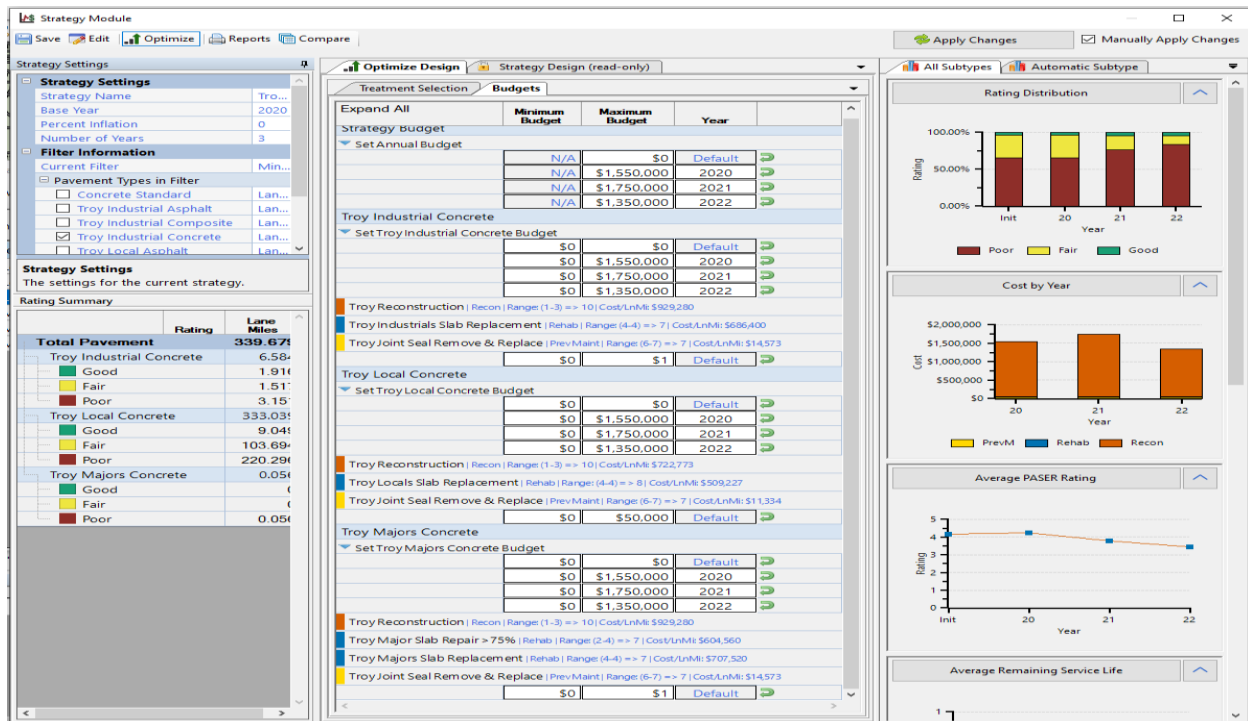 Strategy Module
Save Edit Optimize Reports Compare
Apply Changes
Manually Apply Changes
Strategy Settings
Strategy Settings
Strategy Name Tro...
Base Year 2020
Percent Inflation 0
Number of Years 3
Filter Information
Current Filter Min...
Pavement Types in Filter
Concrete Standard Lan...
Troy Industrial Asphalt Lan...
Troy Industrial Composite Lan...
Troy Industrial Concrete Lan...
Troy Local Asphalt Lan...
Strategy Settings
The settings for the current strategy.
Rating Summary
Rating Lane Miles
Total Pavement 339.679
Troy Industrial Concrete 6.584
Good 1.916
Fair 1.517
Poor 3.151
Troy Local Concrete 333.039
Good 9.049
Fair 103.694
Poor 220.296
Troy Majors Concrete 0.056
Good
Fair
Poor 0.056
Optimize Design Strategy Design (read-only)
Treatment Selection Budgets
Expand All Minimum Budget Maximum Budget Year
Strategy Budget
Set Annual Budget
N/A $0 Default
N/A $1,550,000 2020
N/A $1,750,000 2021
N/A $1,350,000 2022
Troy Industrial Concrete
Set Troy Industrial Concrete Budget
$0 $0 Default
$0 $1,550,000 2020
$0 $1,750,000 2021
$0 $1,350,000 2022
Troy Reconstruction | Recon | Range: (1-3) => 10 | Cost/LnMi: $929,280
Troy Industrials Slab Replacement | Rehab | Range: (4-4) => 7 | Cost/LnMi: $686,400
Troy Joint Seal Remove & Replace | PrevMaint | Range: (6-7) => 7 | Cost/LnMi: $14,573
$0 $1 Default
Troy Local Concrete
Set Troy Local Concrete Budget
$0 $0 Default
$0 $1,550,000 2020
$0 $1,750,000 2021
$0 $1,350,000 2022
Troy Reconstruction | Recon | Range: (1-3) => 10 | Cost/LnMi: $722,773
Troy Locals Slab Replacement | Rehab | Range: (4-4) => 8 | Cost/LnMi: $509,227
Troy Joint Seal Remove & Replace | PrevMaint | Range: (6-7) => 7 | Cost/LnMi: $11,334
$0 $50,000 Default
Troy Majors Concrete
Set Troy Majors Concrete Budget
$0 $0 Default
$0 $1,550,000 2020
$0 $1,750,000 2021
$0 $1,350,000 2022
Troy Reconstruction | Recon | Range: (1-3) => 10 | Cost/LnMi: $929,280
Troy Major Slab Repair > 75% | Rehab | Range: (2-4) => 7 | Cost/LnMi: $604,560
Troy Majors Slab Replacement | Rehab | Range: (4-4) => 7 | Cost/LnMi: $707,520
Troy Joint Seal Remove & Replace | PrevMaint | Range: (6-7) => 7 | Cost/LnMi: $14,573
$0 $1 Default
All Subtypes Automatic Subtype
Rating Distribution
100.00%
50.00%
0.00%
Rating
Init 20 21 22
Year
Poor Fair Good
Cost by Year
$2,000,000
$1,500,000
$1,000,000
$500,000
$0
Cost
20 21 22
Year
PrevM Rehab Recon
Average PASER Rating
5
4
3
2
1
0
Rating
Init 20 21 22
Year
Average Remaining Service Life
1